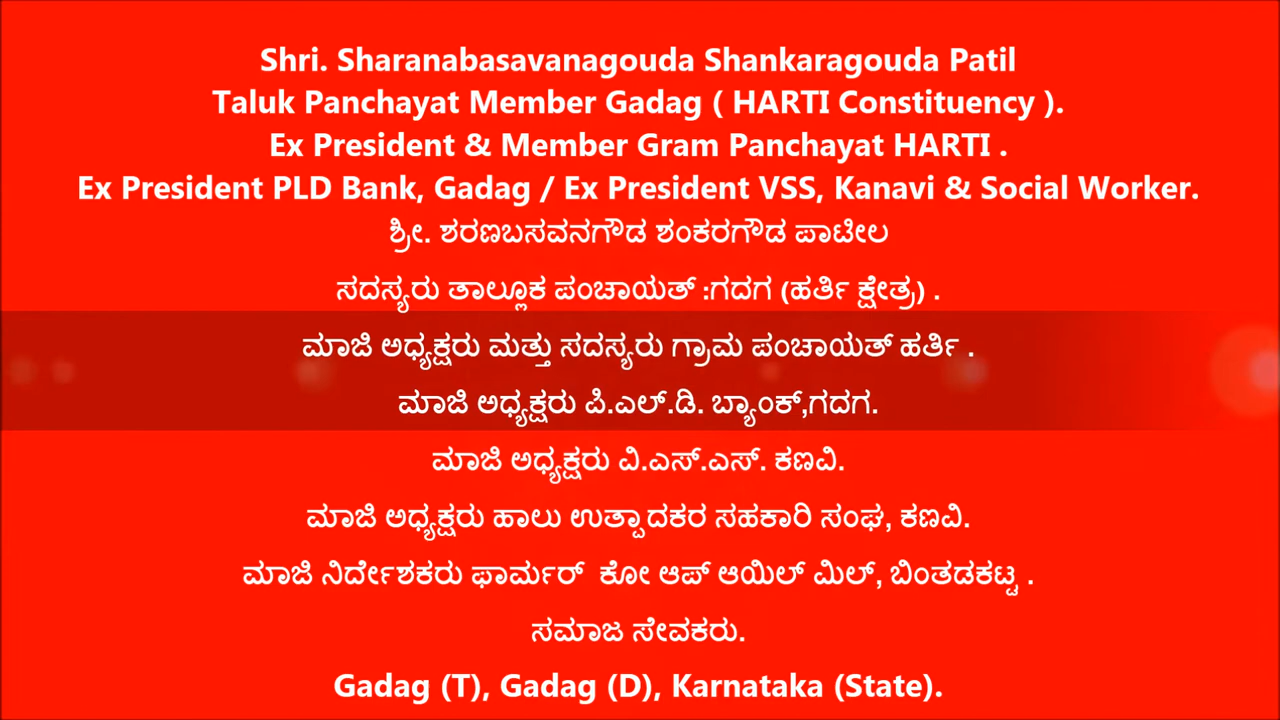 Shri. Sharanabasavanagouda Shankaragouda Patil
Taluk Panchayat Member Gadag ( HARTI Constituency ).
Ex President & Member Gram Panchayat HARTI .
Ex President PLD Bank, Gadag / Ex President VSS, Kanavi & Social Worker.
ಶ್ರೀ. ಶರಣಬಸವನಗೌಡ ಶಂಕರಗೌಡ ಪಾಟೀಲ
ಸದಸ್ಯರು ತಾಲ್ಲೂಕ ಪಂಚಾಯತ್ :ಗದಗ (ಹರ್ತಿ ಕ್ಷೇತ್ರ) .
ಮಾಜಿ ಅಧ್ಯಕ್ಷರು ಮತ್ತು ಸದಸ್ಯರು ಗ್ರಾಮ ಪಂಚಾಯತ್ ಹರ್ತಿ .
ಮಾಜಿ ಅಧ್ಯಕ್ಷರು ಪಿ.ಎಲ್.ಡಿ. ಬ್ಯಾಂಕ್,ಗದಗ.
ಮಾಜಿ ಅಧ್ಯಕ್ಷರು ವಿ.ಎಸ್.ಎಸ್. ಕಣವಿ.
ಮಾಜಿ ಅಧ್ಯಕ್ಷರು ಹಾಲು ಉತ್ಪಾದಕರ ಸಹಕಾರಿ ಸಂಘ, ಕಣವಿ.
ಮಾಜಿ ನಿರ್ದೇಶಕರು ಫಾರ್ಮರ್ ಕೋ ಆಪ್ ಆಯಿಲ್ ಮಿಲ್, ಬಿಂತಡಕಟ್ಟ .
ಸಮಾಜ ಸೇವಕರು.
Gadag (T), Gadag (D), Karnataka (State).